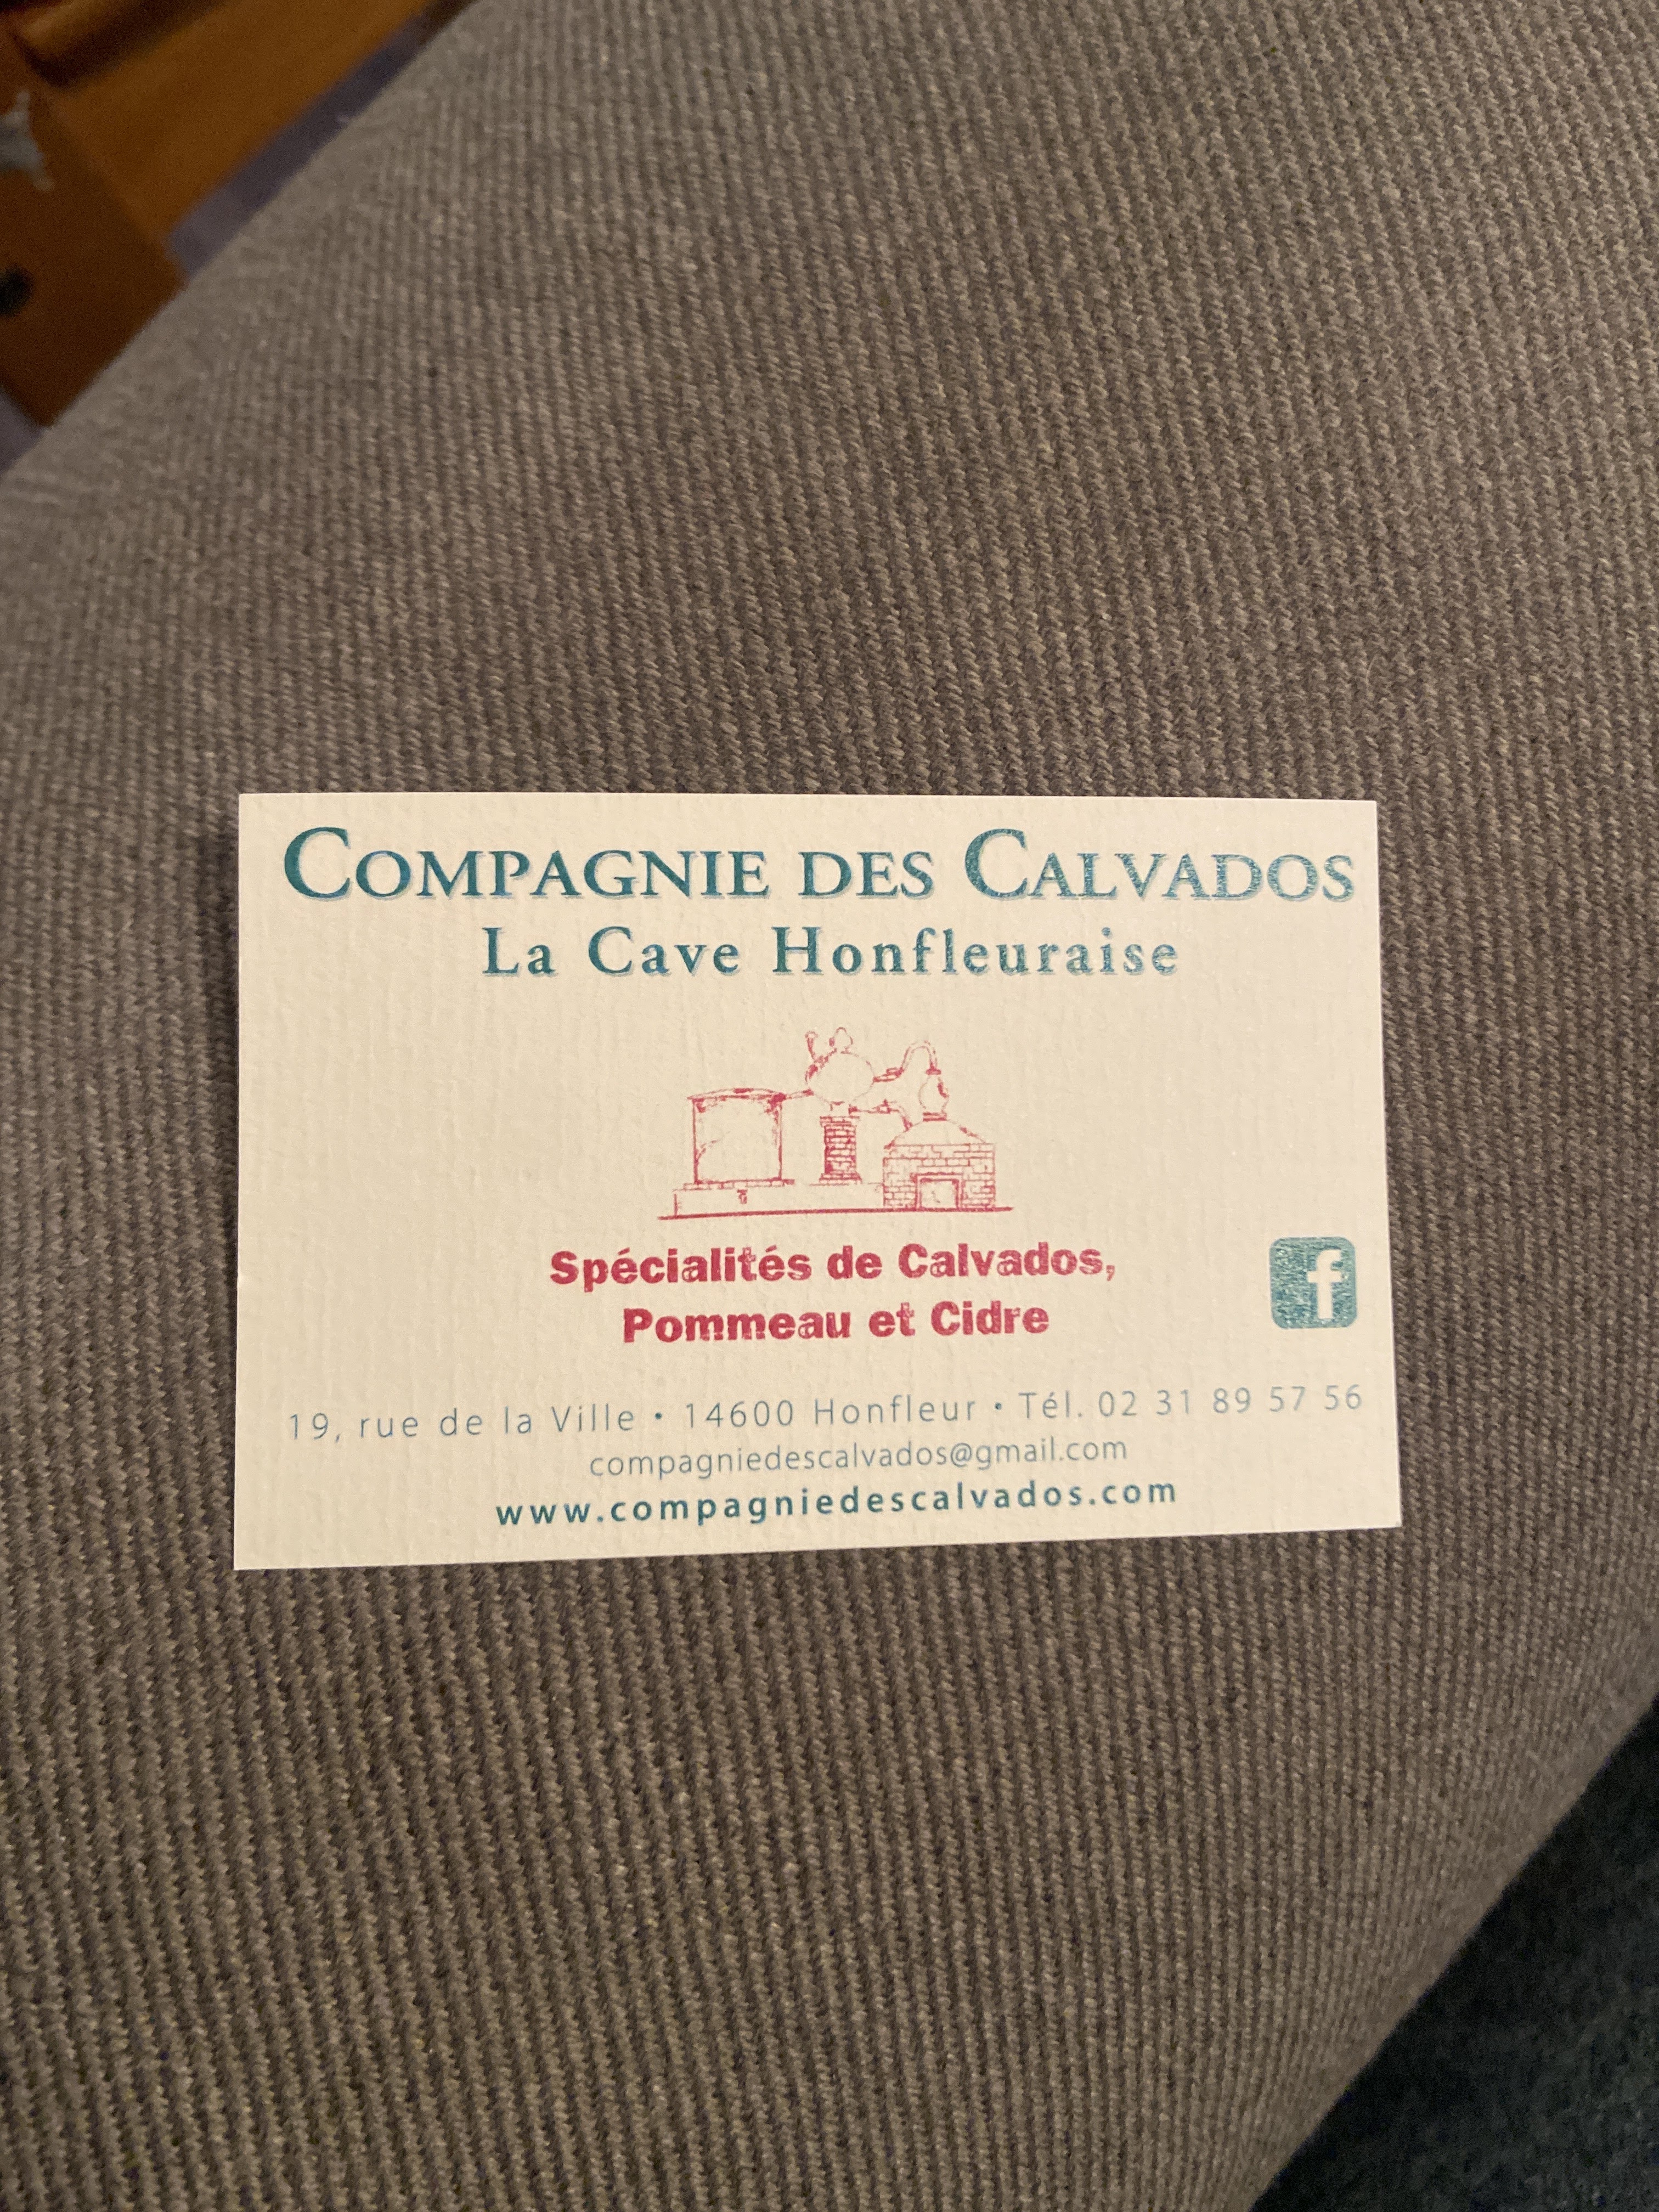 COMPAGNIE DES CALVADOS
La Cave Honfleuraise
Spécialités de Calvados,
Pommeau et Cidre
f
19, rue de la Ville • 14600 Honfleur • Tél. 02 31 89 57 56
compagniedescalvados@gmail.com
www.compagniedescalvados.com